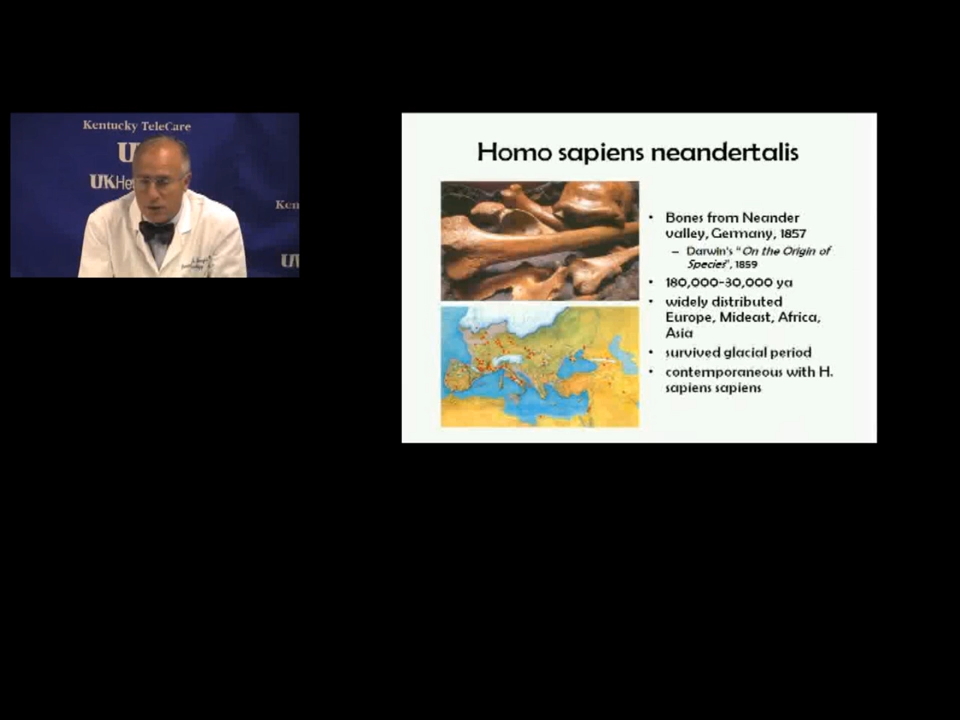 Kentucky TeleCare
UKHe
Ken
Homo sapiens neandertalis
• Bones from Neander
valley, Germany, 1857
– Darwin's "On the Origin of
Species", 1859
• 180,000-30,000 ya
• widely distributed
Europe, Mideast, Africa,
Asia
• survived glacial period
• contemporaneous with H.
sapiens sapiens